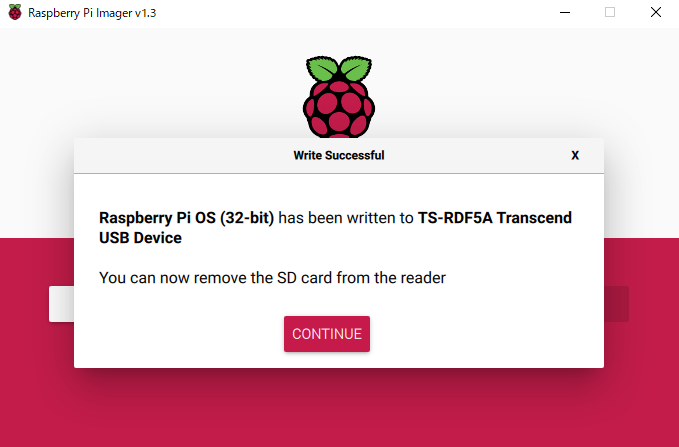 Raspberry Pi Imager v1.3
Write Successful
X
Raspberry Pi OS (32-bit) has been written to TS-RDF5A Transcend
USB Device
You can now remove the SD card from the reader
CONTINUE